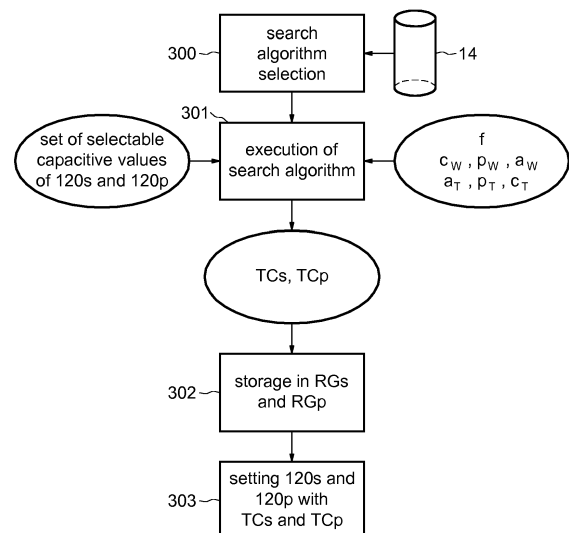 search
algorithm
selection
300
14
301
set of selectable
capacitive values
of 120s and 120p
execution of
search algorithm
f
cW , pW , aW
aT , pT , cT
TCs, TCp
302
storage in RGs
and RGp
303
setting 120s and
120p with
TCs and TCp